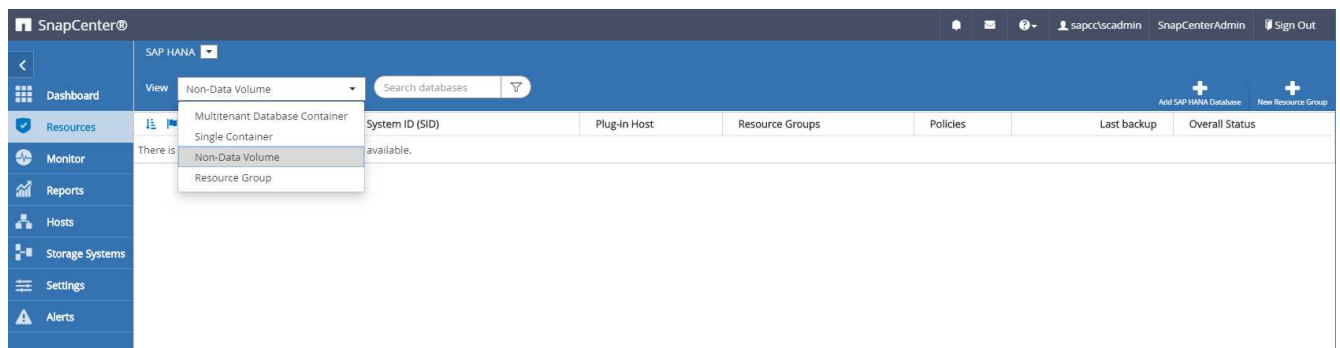 SnapCenter®
sapcc\scadmin SnapCenterAdmin Sign Out
SAP HANA
View Non-Data Volume Search databases
Add SAP HANA Database New Resource Group
Dashboard
Resources
Monitor
Reports
Hosts
Storage Systems
Settings
Alerts
Multitenant Database Container
Single Container
Non-Data Volume
Resource Group
System ID (SID) Plug-in Host Resource Groups Policies Last backup Overall Status
There is available.